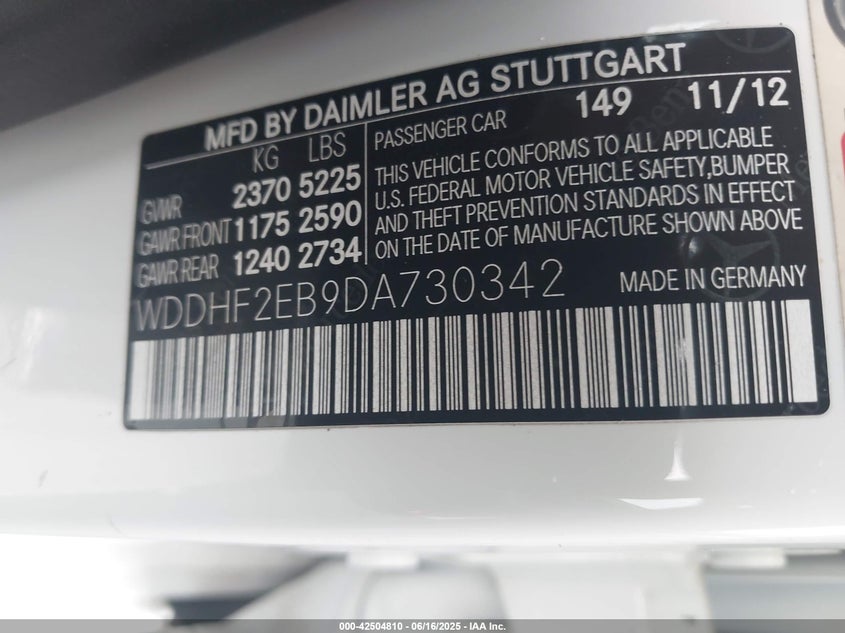 MFD BY DAIMLER AG STUTTGART
KG LBS
GVWR 2370 5225
GAWR FRONT 1175 2590
GAWR REAR 1240 2734
PASSENGER CAR 149 11/12
THIS VEHICLE CONFORMS TO ALL APPLICABLE
U.S. FEDERAL MOTOR VEHICLE SAFETY,BUMPER
AND THEFT PREVENTION STANDARDS IN EFFECT
ON THE DATE OF MANUFACTURE SHOWN ABOVE
WDDHF2EB9DA730342 MADE IN GERMANY
000-42504810 - 06/16/2025 - IAA Inc.